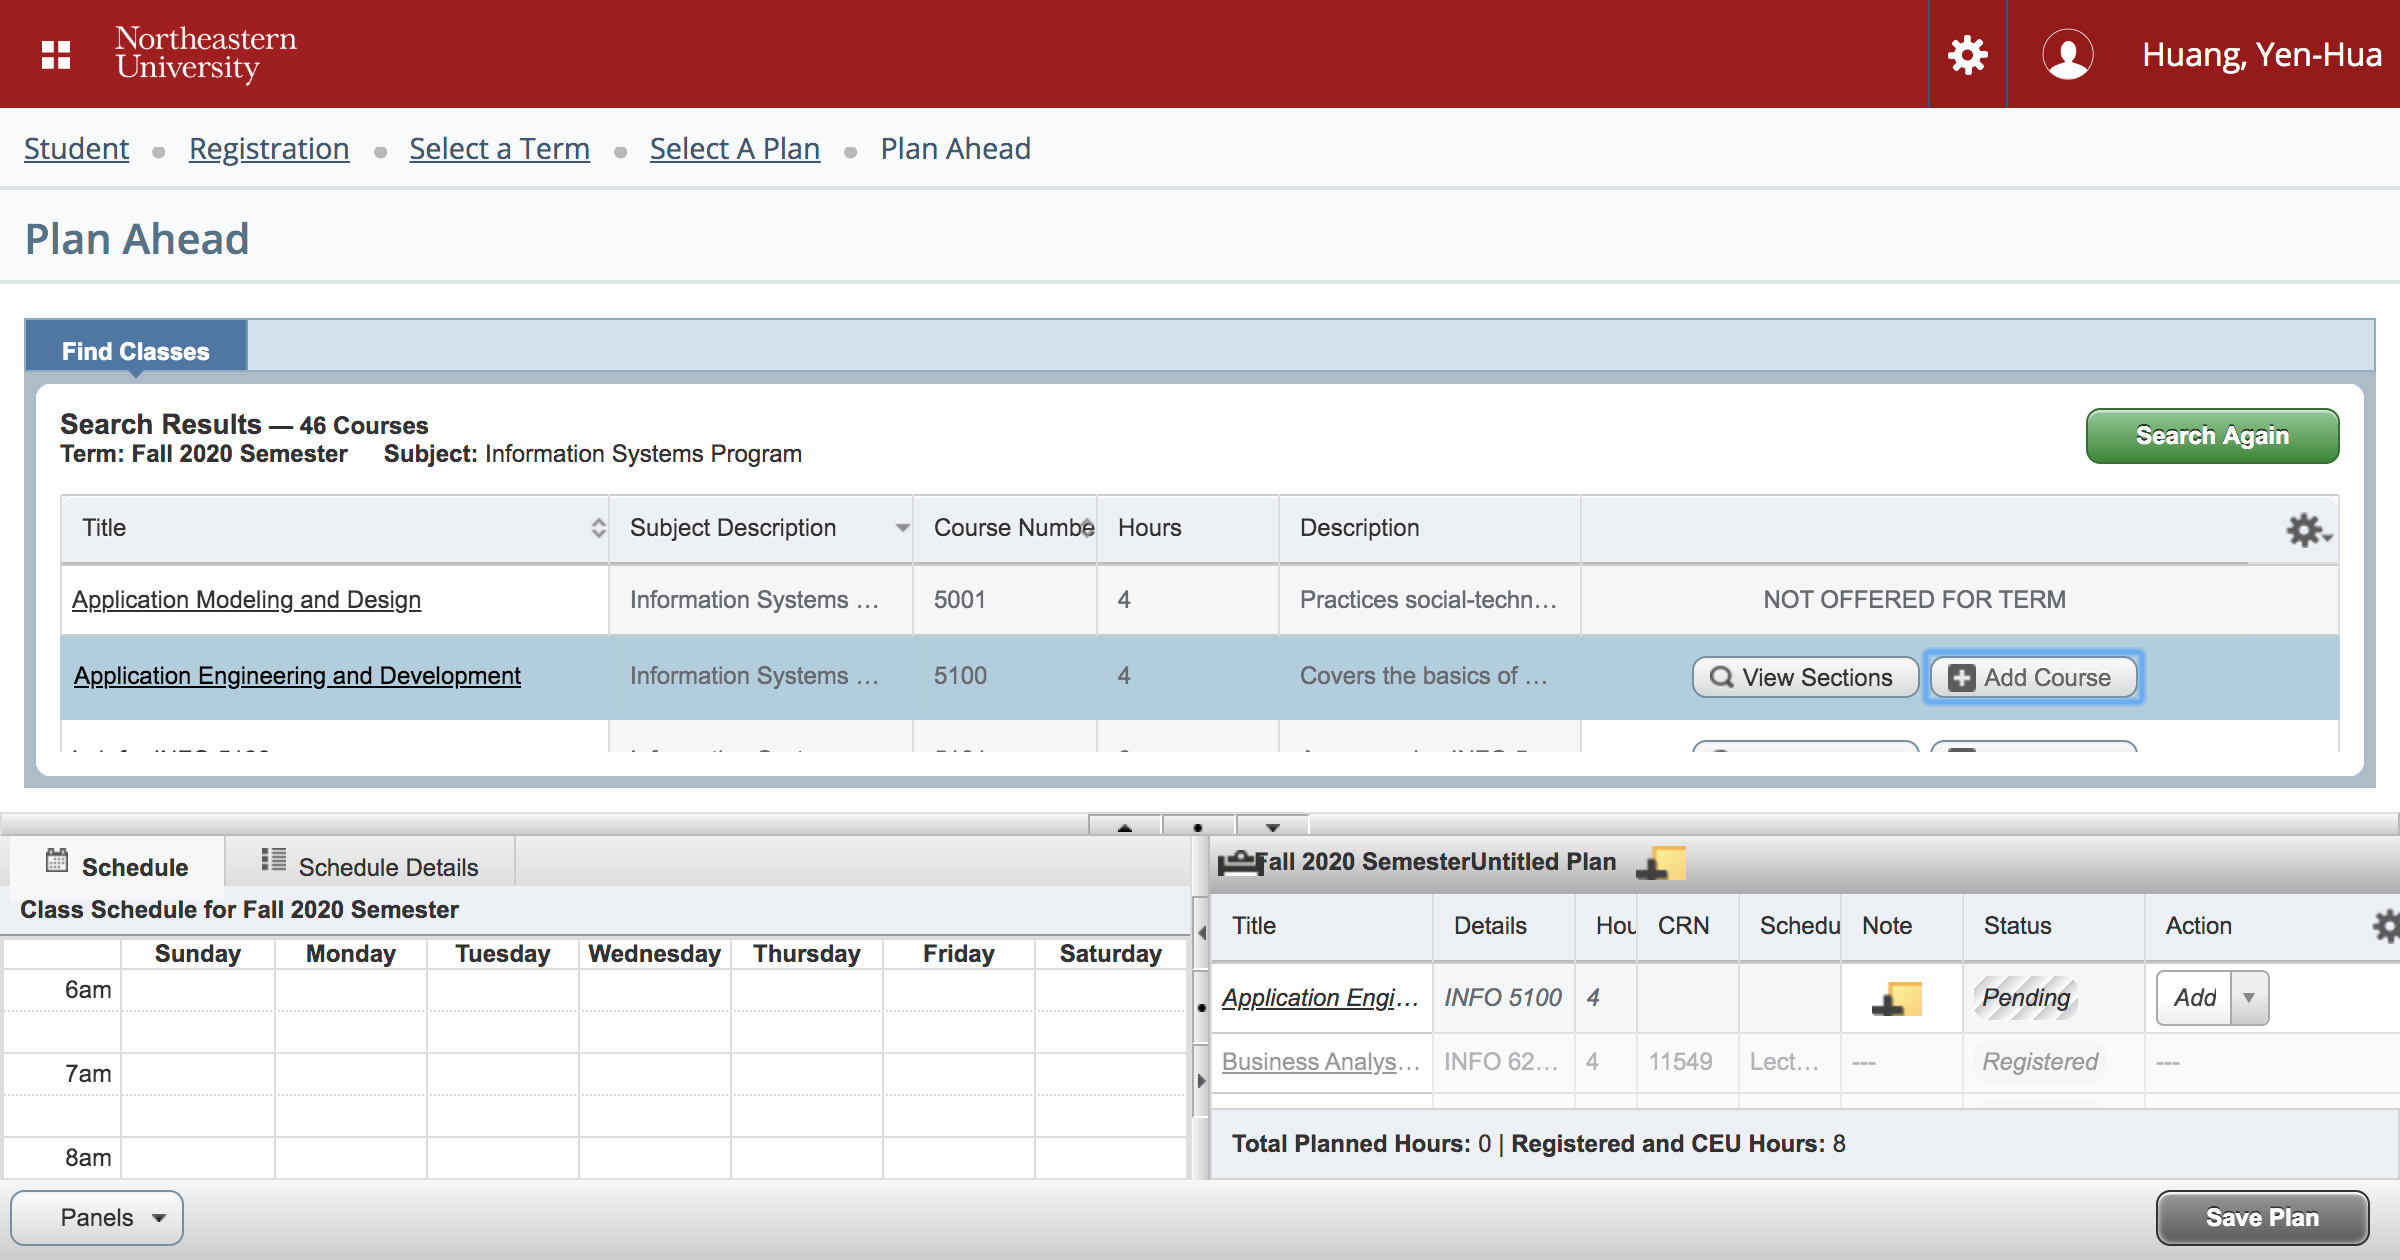 Northeastern
University
Huang, Yen-Hua
Student • Registration • Select a Term • Select A Plan • Plan Ahead
Plan Ahead
Find Classes
Search Results — 46 Courses
Term: Fall 2020 Semester Subject: Information Systems Program
Search Again
Title Subject Description Course Numbe Hours Description
Application Modeling and Design Information Systems ... 5001 4 Practices social-techn... NOT OFFERED FOR TERM
Application Engineering and Development Information Systems ... 5100 4 Covers the basics of ... View Sections Add Course
Schedule Schedule Details
Class Schedule for Fall 2020 Semester
Sunday Monday Tuesday Wednesday Thursday Friday Saturday
6am
7am
8am
Fall 2020 SemesterUntitled Plan
Title Details Hou CRN Schedu Note Status Action
Application Engi... INFO 5100 4 Pending Add
Business Analys... INFO 62... 4 11549 Lect... --- Registered ---
Total Planned Hours: 0 | Registered and CEU Hours: 8
Panels
Save Plan